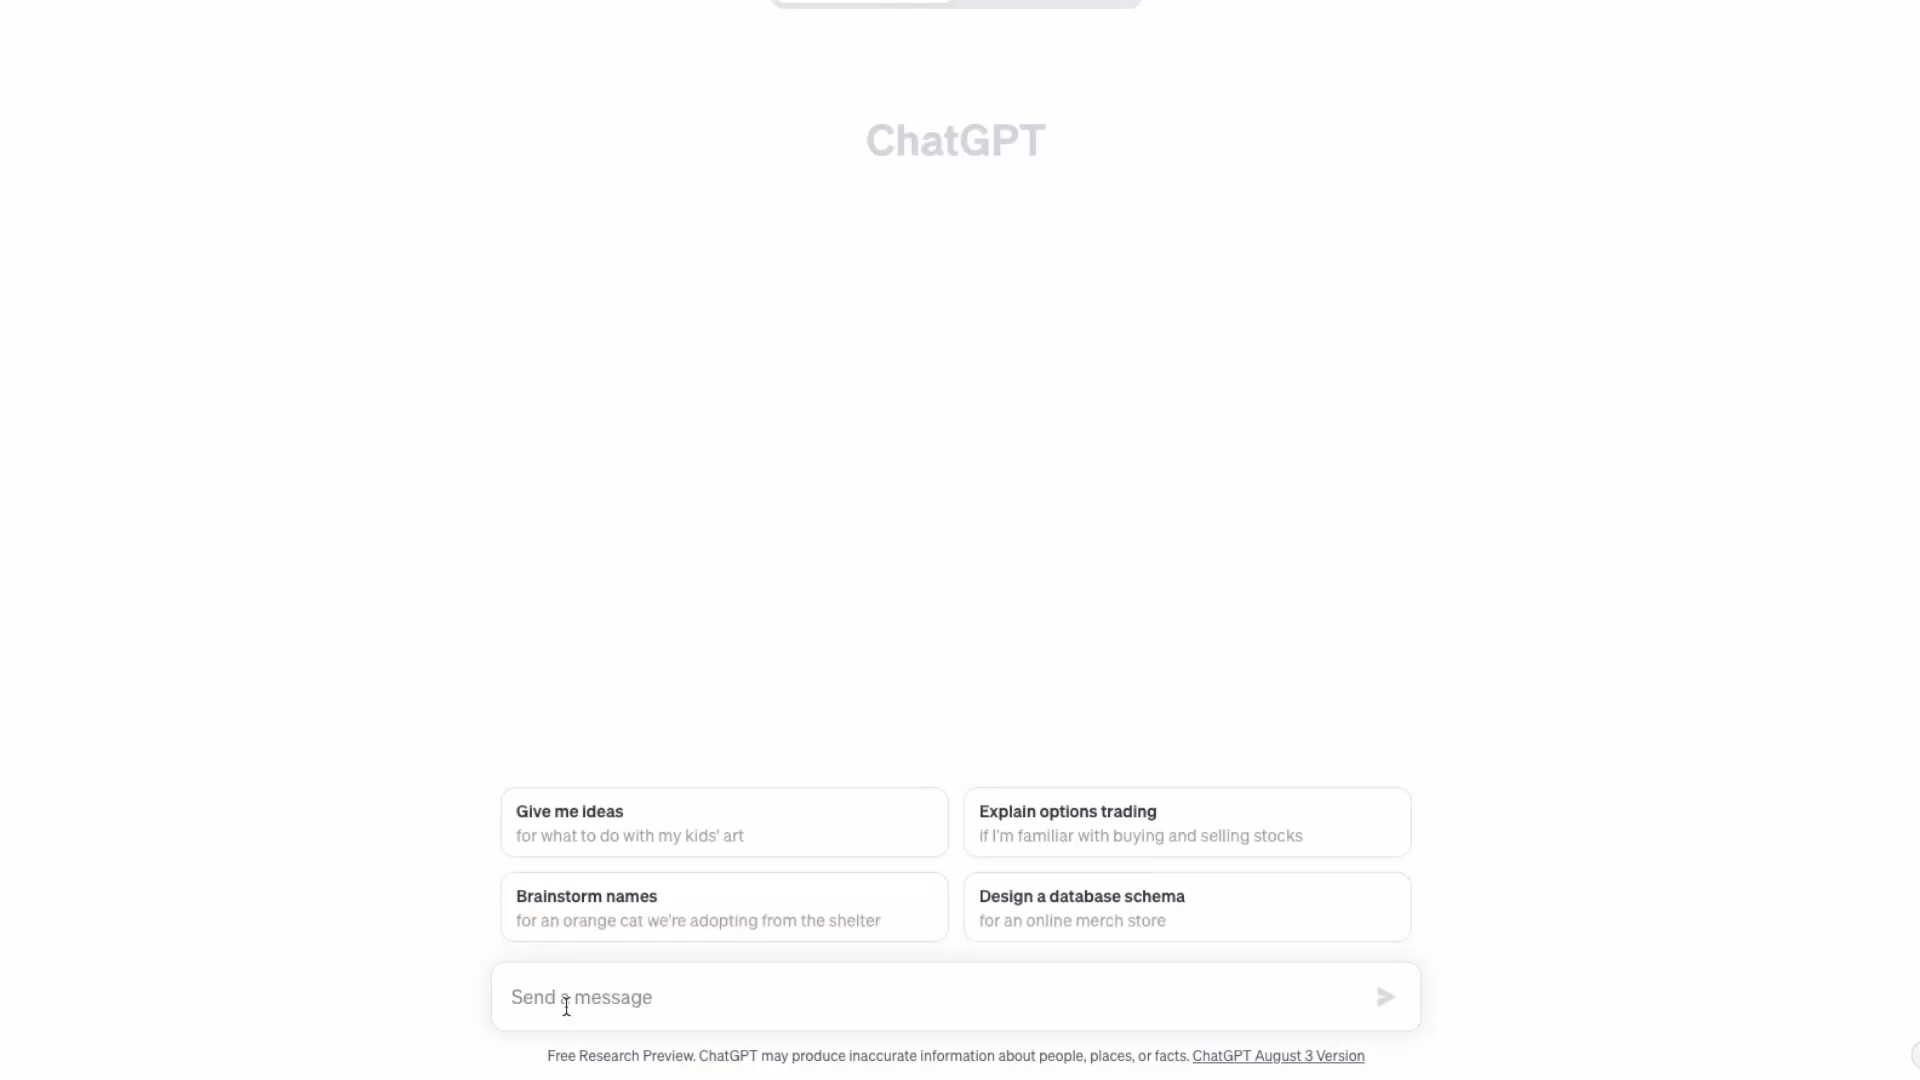 ChatGPT
Give me ideas
for what to do with my kids' art
Explain options trading
if I'm familiar with buying and selling stocks
Brainstorm names
for an orange cat we're adopting from the shelter
Design a database schema
for an online merch store
Send a message
Free Research Preview. ChatGPT may produce inaccurate information about people, places, or facts. ChatGPT August 3 Version